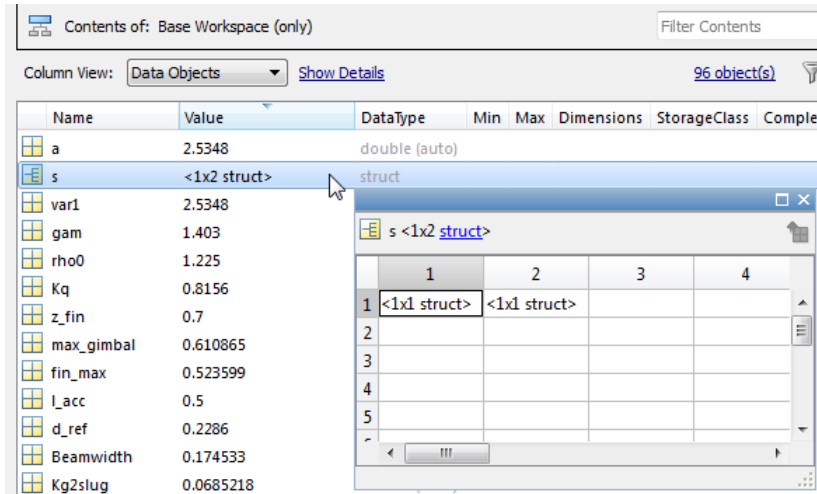 Contents of: Base Workspace (only)
Filter Contents
Column View: Data Objects Show Details 96 object(s)
Name Value DataType Min Max Dimensions StorageClass Comple
a 2.5348 double (auto)
s <1x2 struct> struct
var1 2.5348
gam 1.403
rho0 1.225
Kq 0.8156
z_fin 0.7
max_gimbal 0.610865
fin_max 0.523599
l_acc 0.5
d_ref 0.2286
Beamwidth 0.174533
Kg2slug 0.0685218
s <1x2 struct>
1 2 3 4
1 <1x1 struct> <1x1 struct>
2
3
4
5